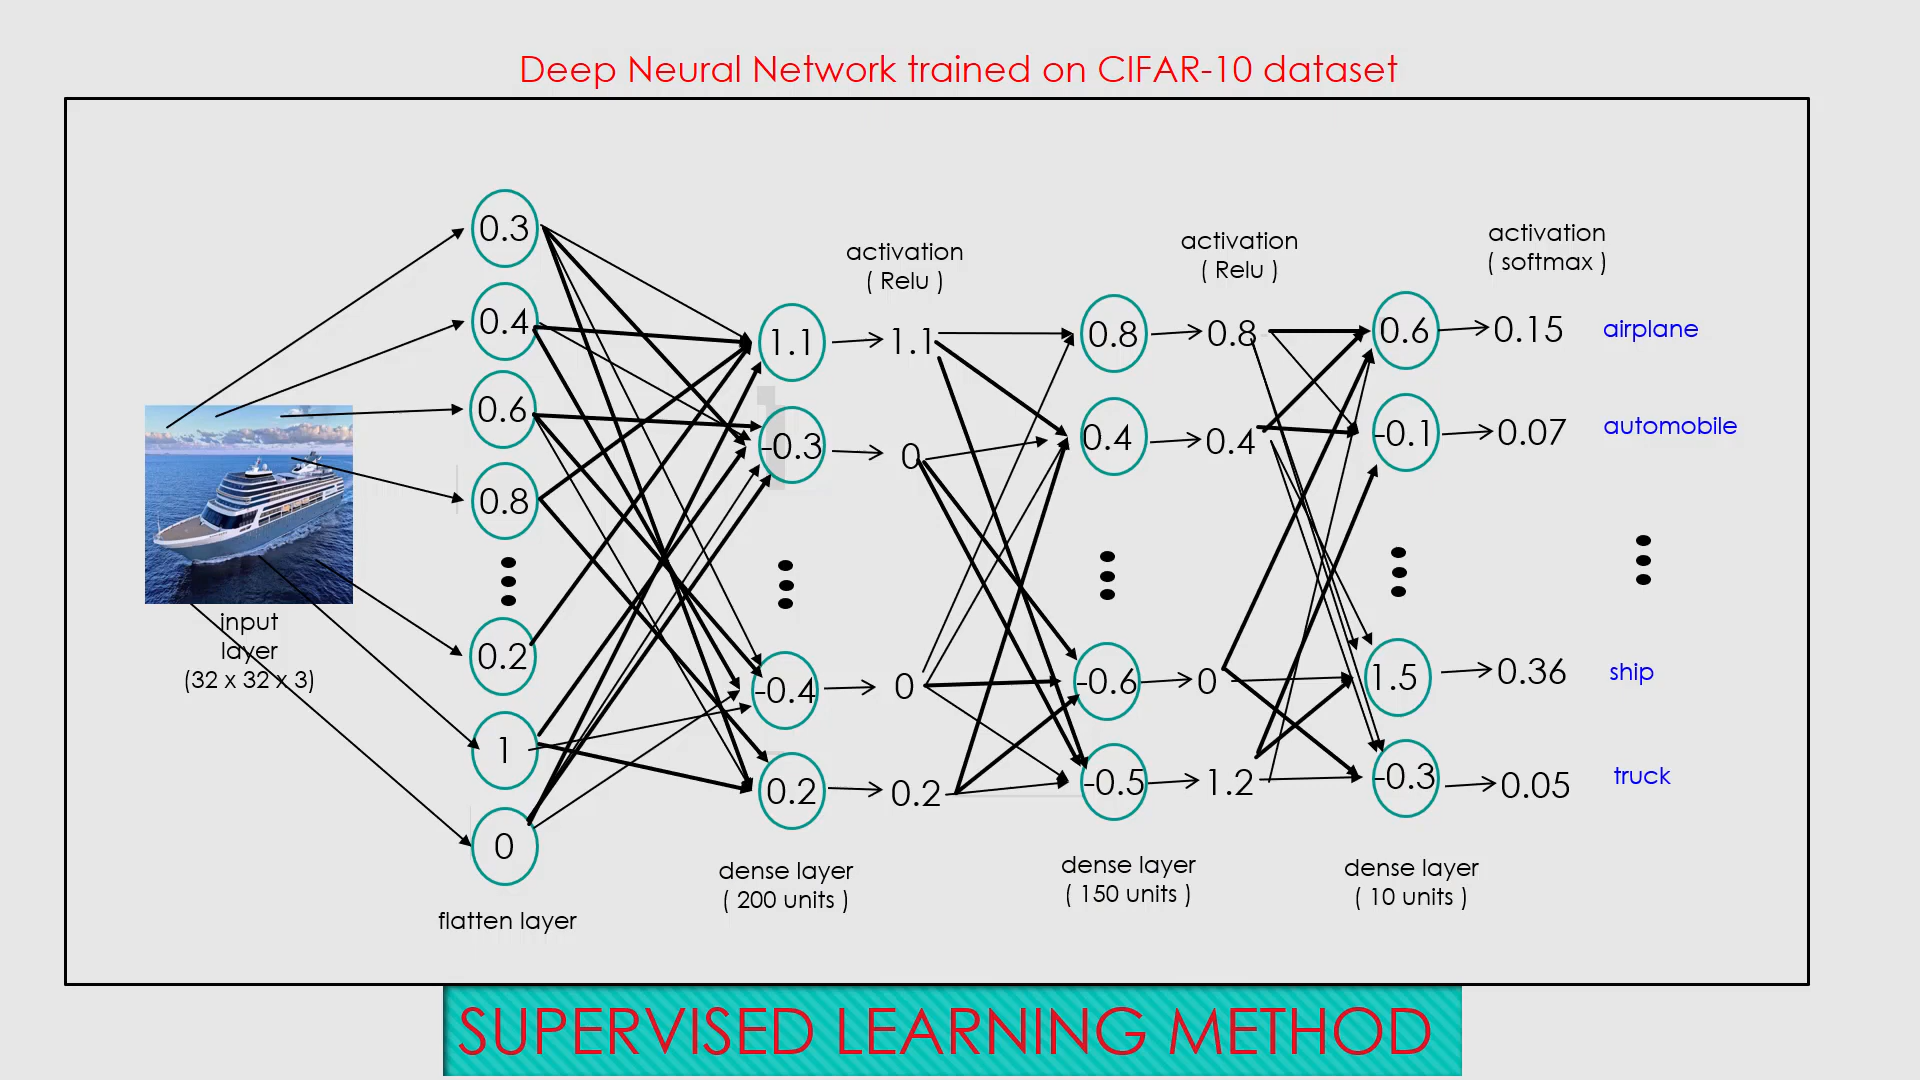 Deep Neural Network trained on CIFAR-10 dataset
input
layer
(32 x 32 x 3)
0.3
0.4
0.6
0.8
0.2
1
0
flatten layer
1.1
-0.3
-0.4
0.2
dense layer
( 200 units )
activation
( Relu )
1.1
0
0
0.2
0.8
0.4
-0.6
-0.5
dense layer
( 150 units )
activation
( Relu )
0.8
0.4
0
1.2
0.6
-0.1
1.5
-0.3
dense layer
( 10 units )
activation
( softmax )
0.15 airplane
0.07 automobile
0.36 ship
0.05 truck
SUPERVISED LEARNING METHOD